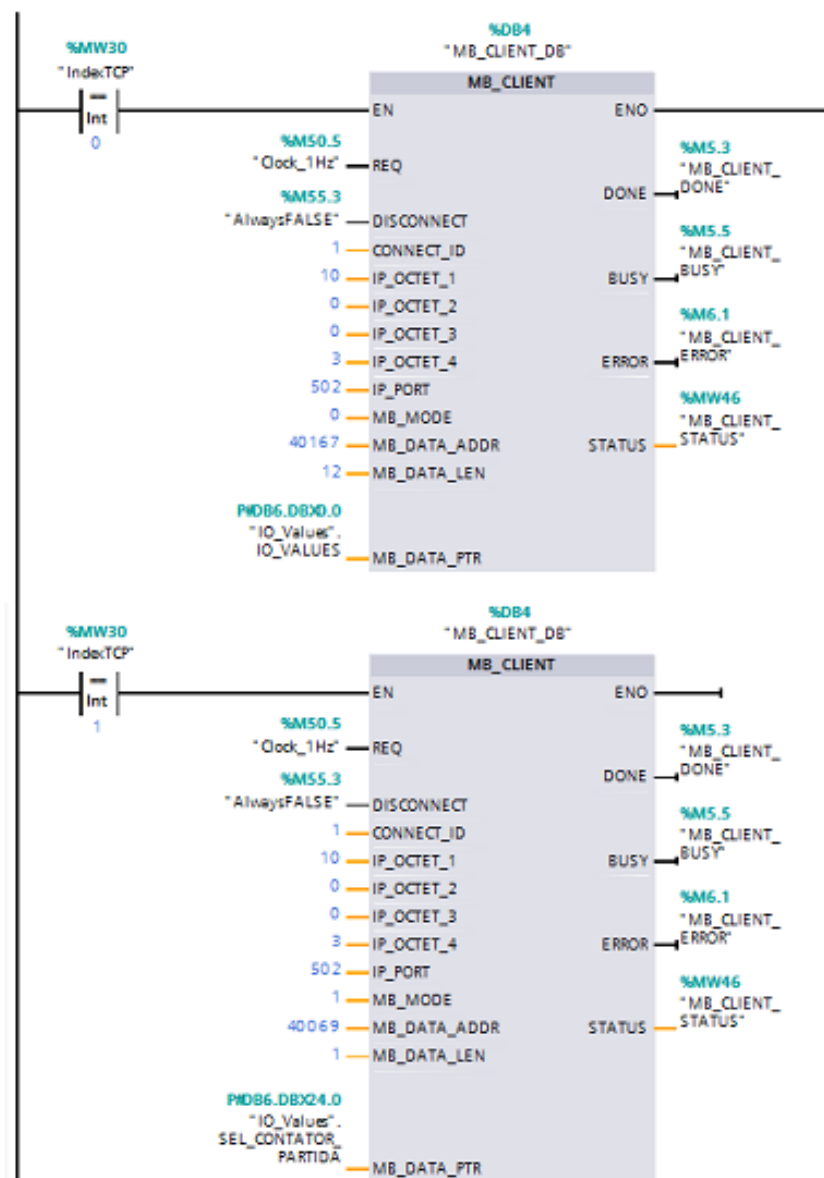 %DB4
"MB_CLIENT_DB"
%MW30
"IndexTCP"
==
Int
0
MB_CLIENT
EN
ENO
%M50.5
"Clock_1Hz"
REQ
%M5.3
"MB_CLIENT_
DONE"
DONE
%M55.3
"AlwaysFALSE"
DISCONNECT
1
CONNECT_ID
%M5.5
"MB_CLIENT_
BUSY"
10
IP_OCTET_1
BUSY
0
IP_OCTET_2
0
IP_OCTET_3
%M6.1
"MB_CLIENT_
ERROR"
3
IP_OCTET_4
ERROR
502
IP_PORT
%MW46
"MB_CLIENT_
STATUS"
0
MB_MODE
40167
MB_DATA_ADDR
STATUS
12
MB_DATA_LEN
P#DB6.DBX0.0
"IO_Values".
IO_VALUES
MB_DATA_PTR
%DB4
"MB_CLIENT_DB"
%MW30
"IndexTCP"
==
Int
1
MB_CLIENT
EN
ENO
%M50.5
"Clock_1Hz"
REQ
%M5.3
"MB_CLIENT_
DONE"
DONE
%M55.3
"AlwaysFALSE"
DISCONNECT
1
CONNECT_ID
%M5.5
"MB_CLIENT_
BUSY"
10
IP_OCTET_1
BUSY
0
IP_OCTET_2
0
IP_OCTET_3
%M6.1
"MB_CLIENT_
ERROR"
3
IP_OCTET_4
ERROR
502
IP_PORT
%MW46
"MB_CLIENT_
STATUS"
1
MB_MODE
40069
MB_DATA_ADDR
STATUS
1
MB_DATA_LEN
P#DB6.DBX24.0
"IO_Values".
SEL_CONTATOR_
PARTIDA
MB_DATA_PTR